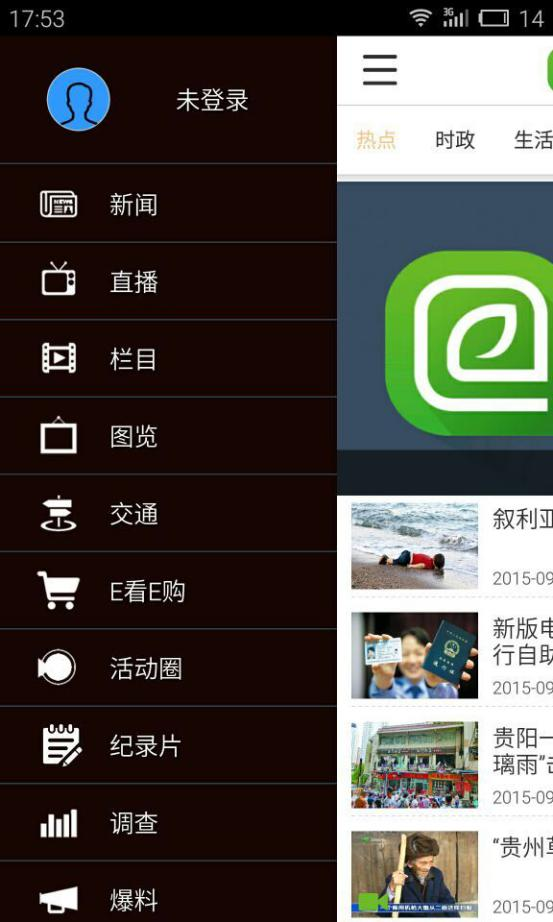 17:53
3G
14
未登录
新闻
直播
栏目
图览
交通
E看E购
活动圈
纪录片
调查
爆料
热点
时政
生活
叙利亚
2015-09
新版电
行自助
2015-09
贵阳一
璃雨"击
2015-09
"贵州草
2015-09